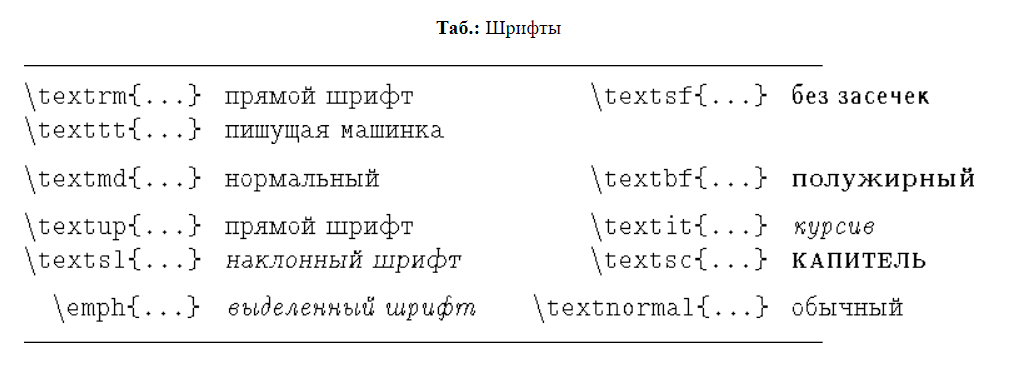 Таб.: Шрифты
\textrm{...} прямой шрифт \textsf{...} без засечек
\texttt{...} пишущая машинка
\textmd{...} нормальный \textbf{...} полужирный
\textup{...} прямой шрифт \textit{...} курсив
\textsl{...} наклонный шрифт \textsc{...} КАПИТЕЛЬ
\emph{...} выделенный шрифт \textnormal{...} обычный